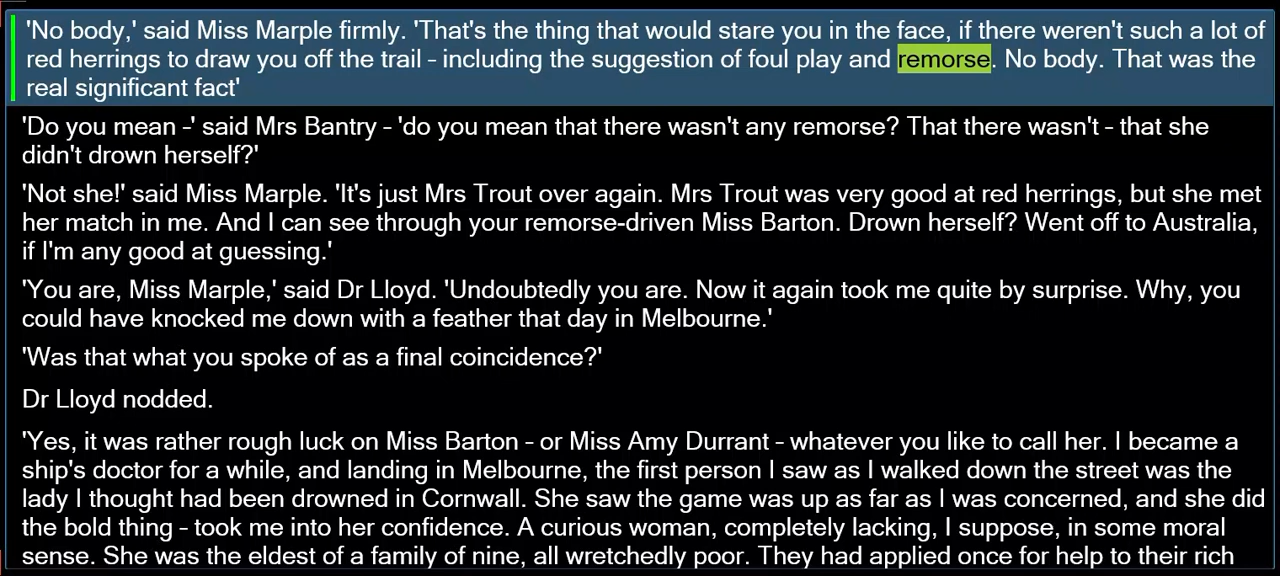 'No body,' said Miss Marple firmly. 'That's the thing that would stare you in the face, if there weren't such a lot of
red herrings to draw you off the trail – including the suggestion of foul play and remorse. No body. That was the
real significant fact'
'Do you mean –' said Mrs Bantry – 'do you mean that there wasn't any remorse? That there wasn't – that she
didn't drown herself?'
'Not she!' said Miss Marple. 'It's just Mrs Trout over again. Mrs Trout was very good at red herrings, but she met
her match in me. And I can see through your remorse-driven Miss Barton. Drown herself? Went off to Australia,
if I'm any good at guessing.'
'You are, Miss Marple,' said Dr Lloyd. 'Undoubtedly you are. Now it again took me quite by surprise. Why, you
could have knocked me down with a feather that day in Melbourne.'
'Was that what you spoke of as a final coincidence?'
Dr Lloyd nodded.
'Yes, it was rather rough luck on Miss Barton – or Miss Amy Durrant – whatever you like to call her. I became a
ship's doctor for a while, and landing in Melbourne, the first person I saw as I walked down the street was the
lady I thought had been drowned in Cornwall. She saw the game was up as far as I was concerned, and she did
the bold thing – took me into her confidence. A curious woman, completely lacking, I suppose, in some moral
sense. She was the eldest of a family of nine, all wretchedly poor. They had applied once for help to their rich